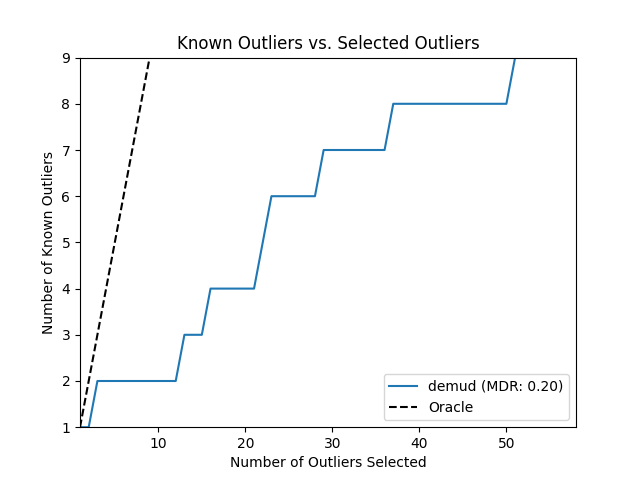 Known Outliers vs. Selected Outliers
Number of Known Outliers
9
8
7
6
5
4
3
2
1
10
20
30
40
50
Number of Outliers Selected
demud (MDR: 0.20)
Oracle